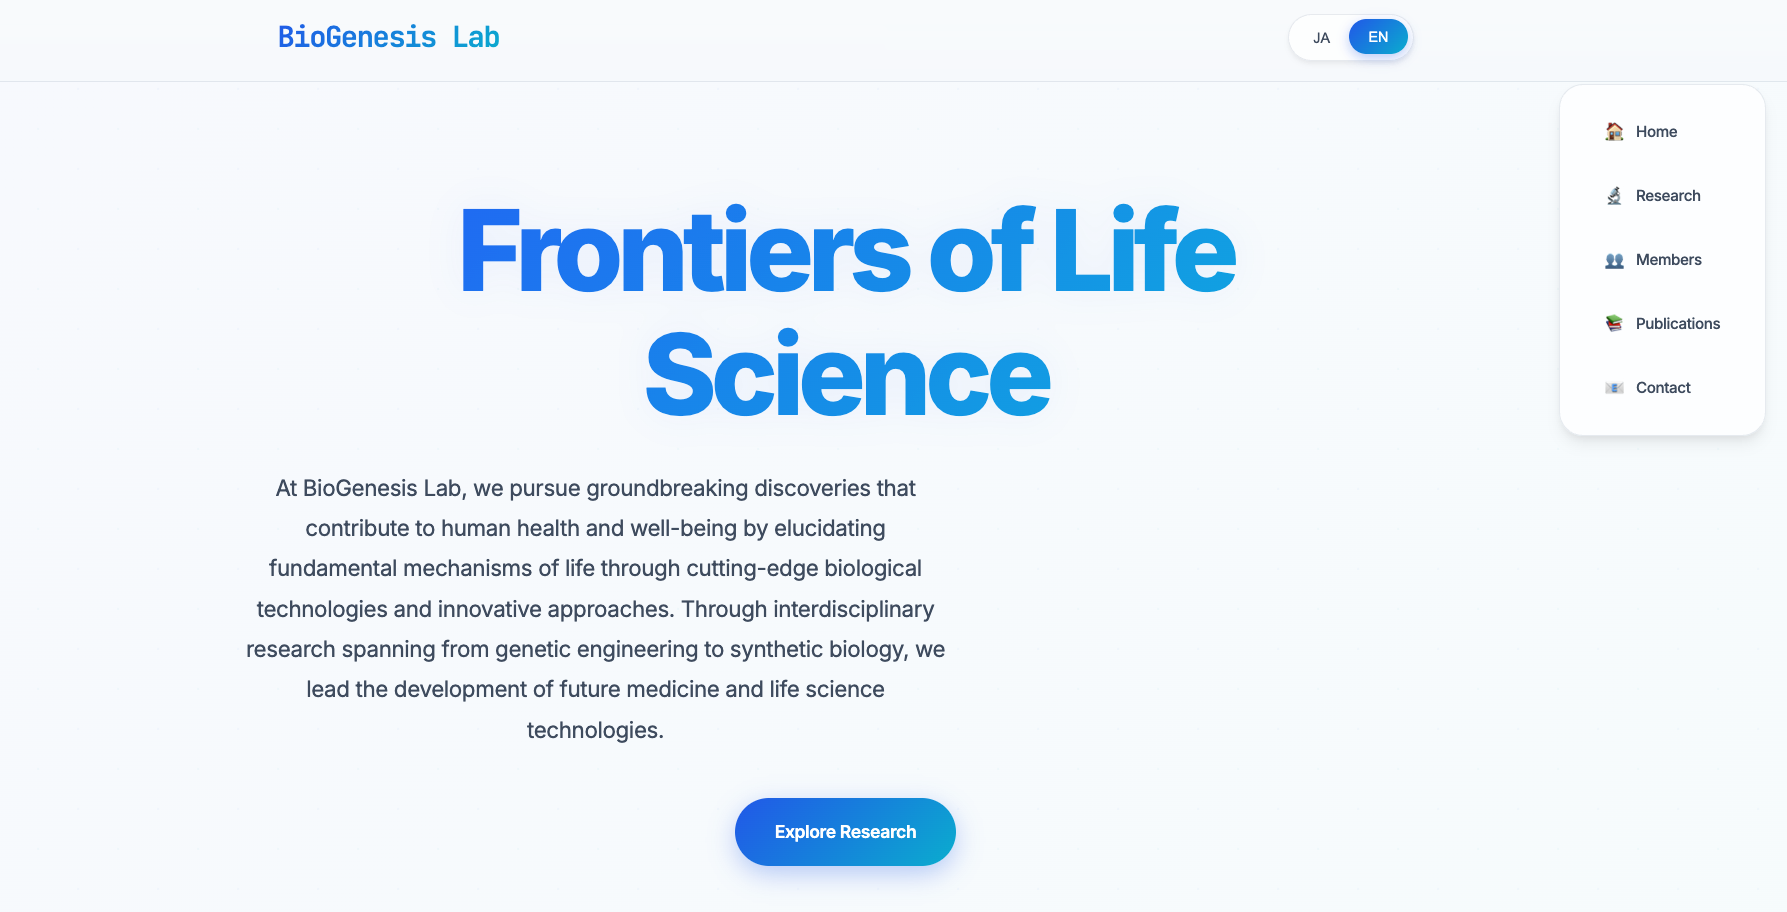 BioGenesis Lab
JA
EN
Home
Research
Members
Publications
Contact
Frontiers of Life
Science
At BioGenesis Lab, we pursue groundbreaking discoveries that
contribute to human health and well-being by elucidating
fundamental mechanisms of life through cutting-edge biological
technologies and innovative approaches. Through interdisciplinary
research spanning from genetic engineering to synthetic biology, we
lead the development of future medicine and life science
technologies.
Explore Research